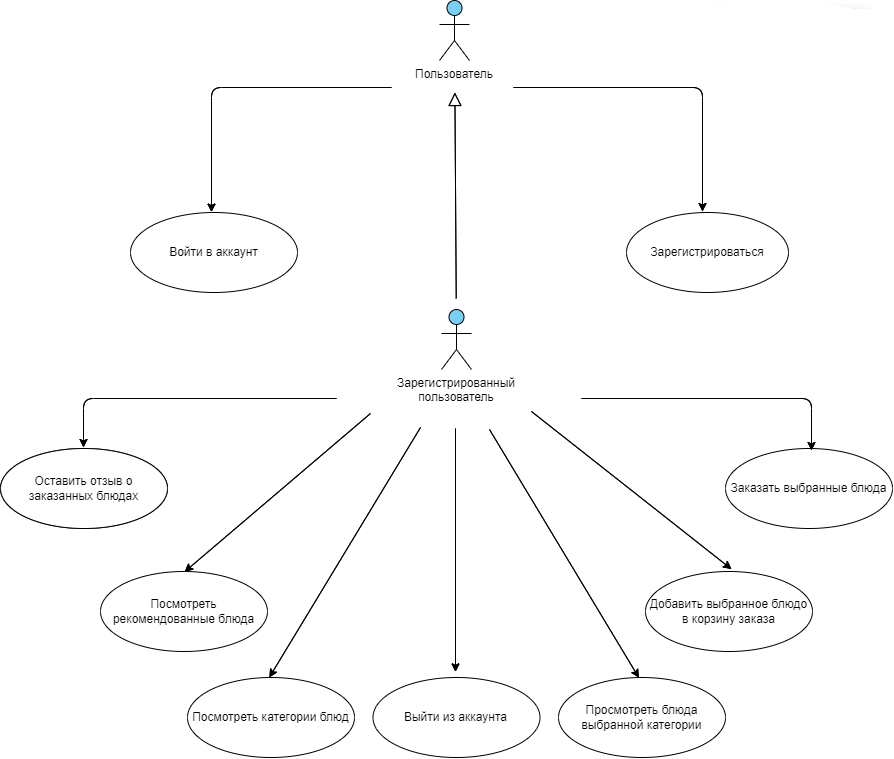 Пользователь
Войти в аккаунт
Зарегистрироваться
Зарегистрированный
пользователь
Оставить отзыв о
заказанных блюдах
Заказать выбранные блюда
Посмотреть
рекомендованные блюда
Добавить выбранное блюдо
в корзину заказа
Посмотреть категории блюд
Выйти из аккаунта
Просмотреть блюда
выбранной категории